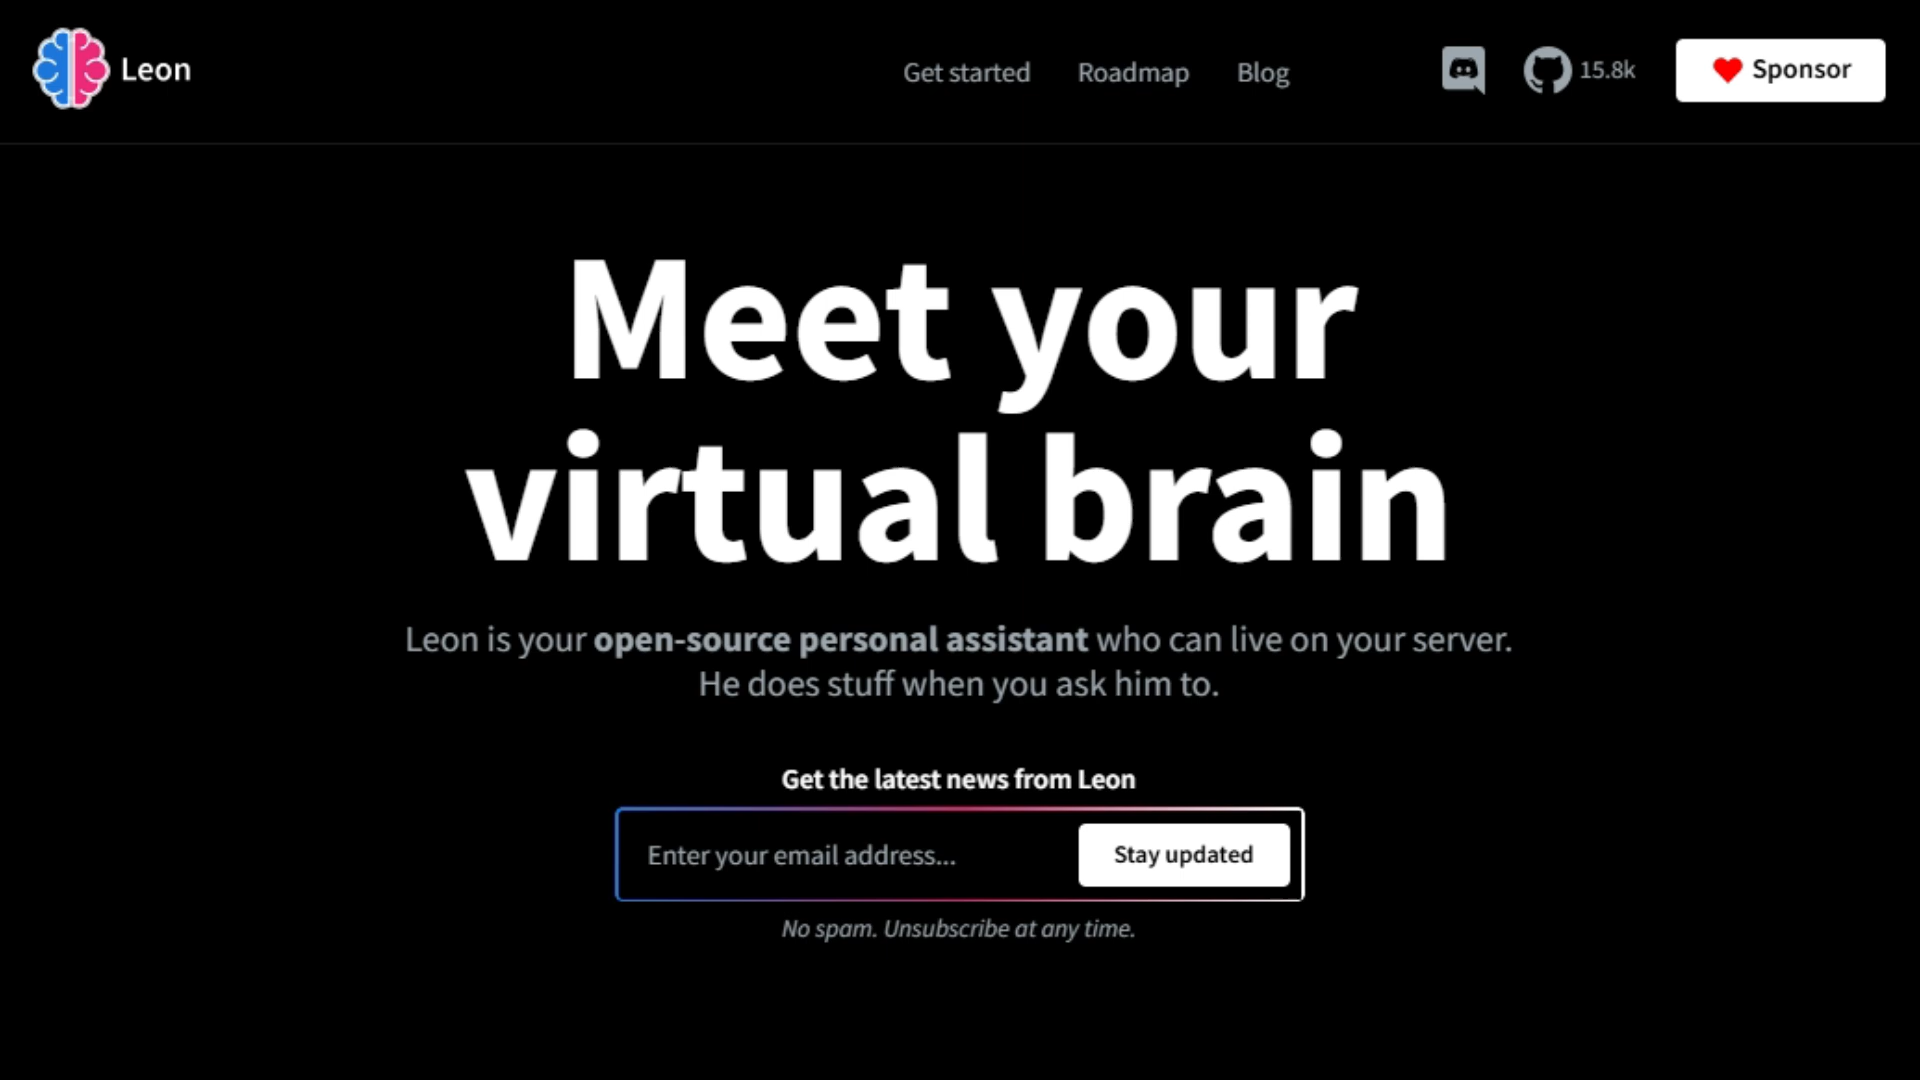 Leon
Get started
Roadmap
Blog
15.8k
Sponsor
Meet your
virtual brain
Leon is your open-source personal assistant who can live on your server.
He does stuff when you ask him to.
Get the latest news from Leon
Enter your email address...
Stay updated
No spam. Unsubscribe at any time.